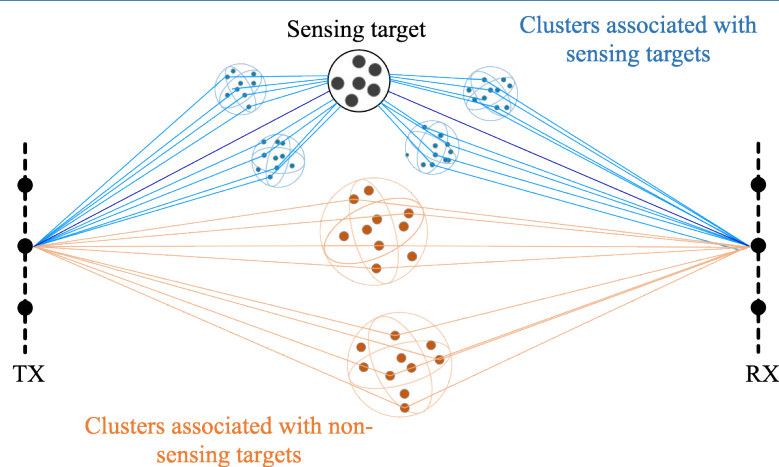 Sensing target
Clusters associated with
sensing targets
TX
RX
Clusters associated with non-
sensing targets